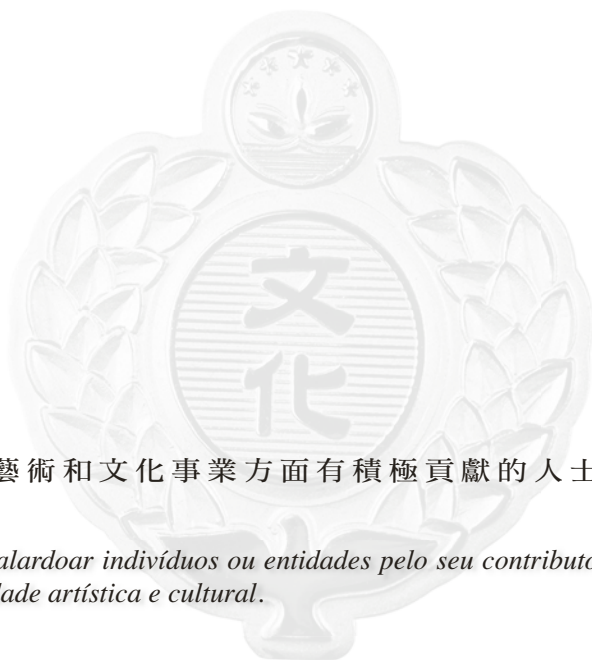 文
化
藝術和文化事業方面有積極貢獻的人士
alardoar indivíduos ou entidades pelo seu contributo
dade artística e cultural.